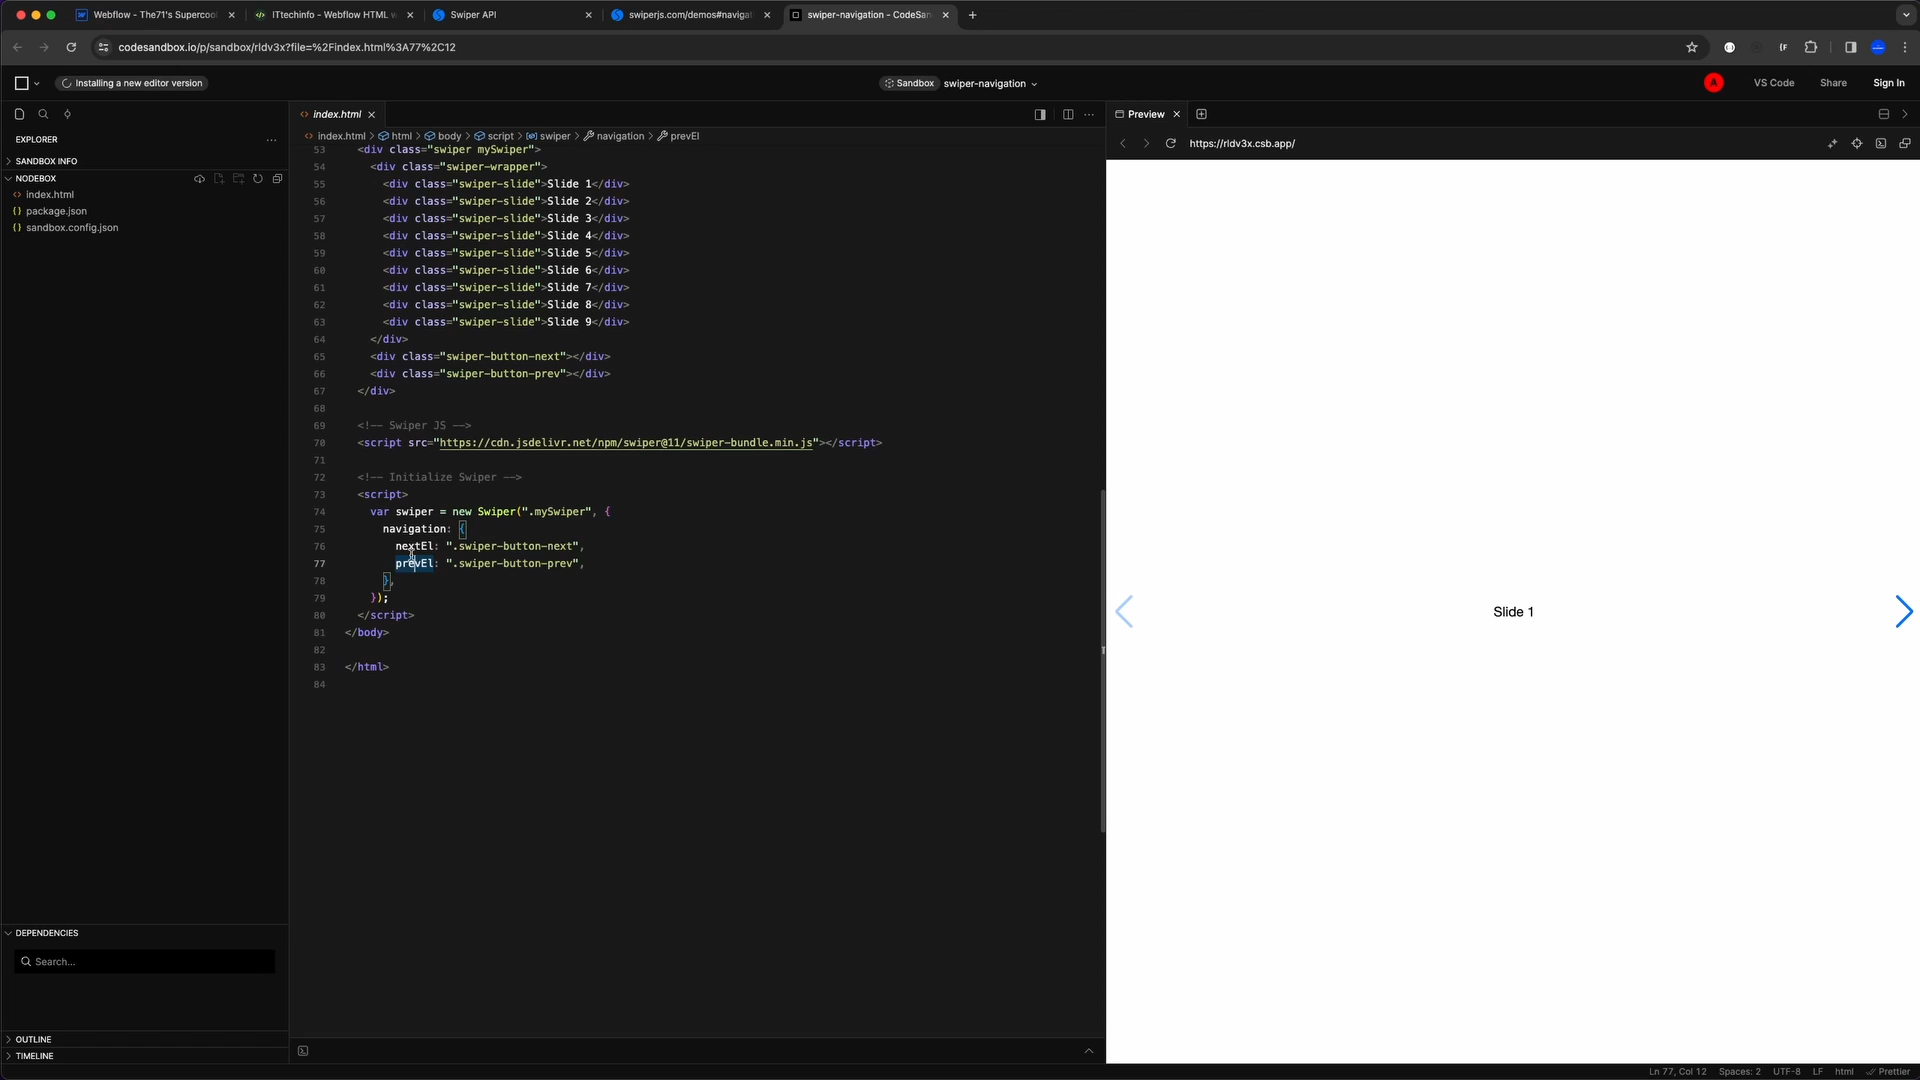 Webflow - The71's Supercool
ITtechinfo - Webflow HTML w
Swiper API
swiperjs.com/demos#navigat
swiper-navigation - CodeSan
codesandbox.io/p/sandbox/rldv3x?file=%2Findex.html%3A77%2C12
Installing a new editor version
Sandbox swiper-navigation
A
VS Code
Share
Sign In
EXPLORER
SANDBOX INFO
NODEBOX
index.html
package.json
sandbox.config.json
DEPENDENCIES
Search...
OUTLINE
TIMELINE
index.html
index.html > html > body > script > swiper > navigation > prevEl
53 <div class="swiper mySwiper">
54 <div class="swiper-wrapper">
55 <div class="swiper-slide">Slide 1</div>
56 <div class="swiper-slide">Slide 2</div>
57 <div class="swiper-slide">Slide 3</div>
58 <div class="swiper-slide">Slide 4</div>
59 <div class="swiper-slide">Slide 5</div>
60 <div class="swiper-slide">Slide 6</div>
61 <div class="swiper-slide">Slide 7</div>
62 <div class="swiper-slide">Slide 8</div>
63 <div class="swiper-slide">Slide 9</div>
64 </div>
65 <div class="swiper-button-next"></div>
66 <div class="swiper-button-prev"></div>
67 </div>
68
69 <!-- Swiper JS -->
70 <script src="https://cdn.jsdelivr.net/npm/swiper@11/swiper-bundle.min.js"></script>
71
72 <!-- Initialize Swiper -->
73 <script>
74 var swiper = new Swiper(".mySwiper", {
75 navigation: {
76 nextEl: ".swiper-button-next",
77 prevEl: ".swiper-button-prev",
78 },
79 });
80 </script>
81 </body>
82
83 </html>
84
Preview
https://rldv3x.csb.app/
Slide 1
Ln 77, Col 12
Spaces: 2
UTF-8
LF
html
Prettier